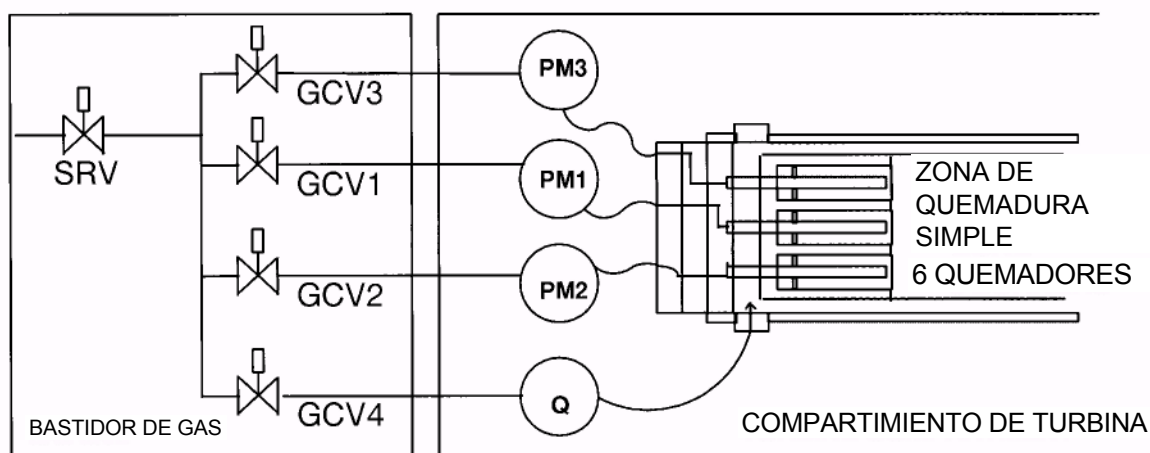 PM3
GCV3
SRV
GCV1
PM1
ZONA DE
QUEMADURA
SIMPLE
6 QUEMADORES
GCV2
PM2
GCV4
Q
BASTIDOR DE GAS
COMPARTIMIENTO DE TURBINA